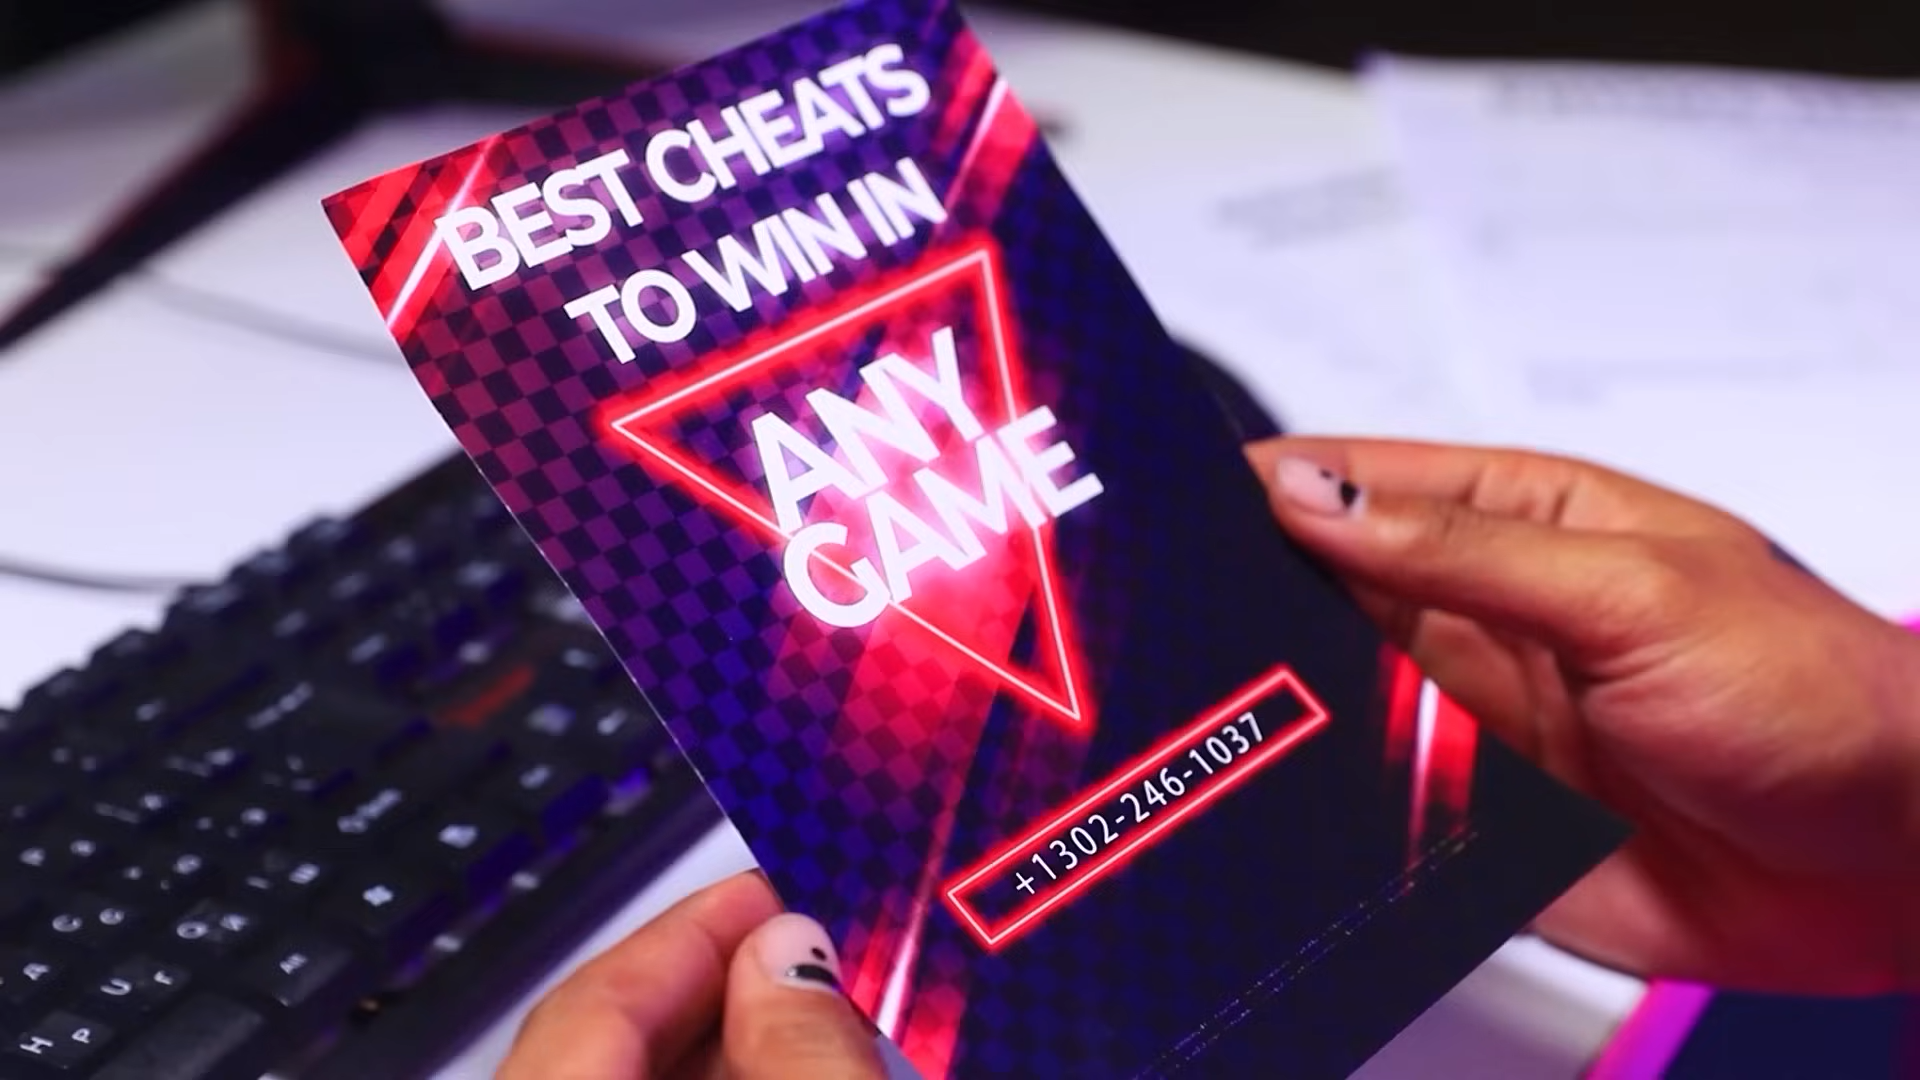 BEST CHEATS
TO WIN IN
ANY
GAME
+1302-246-1037